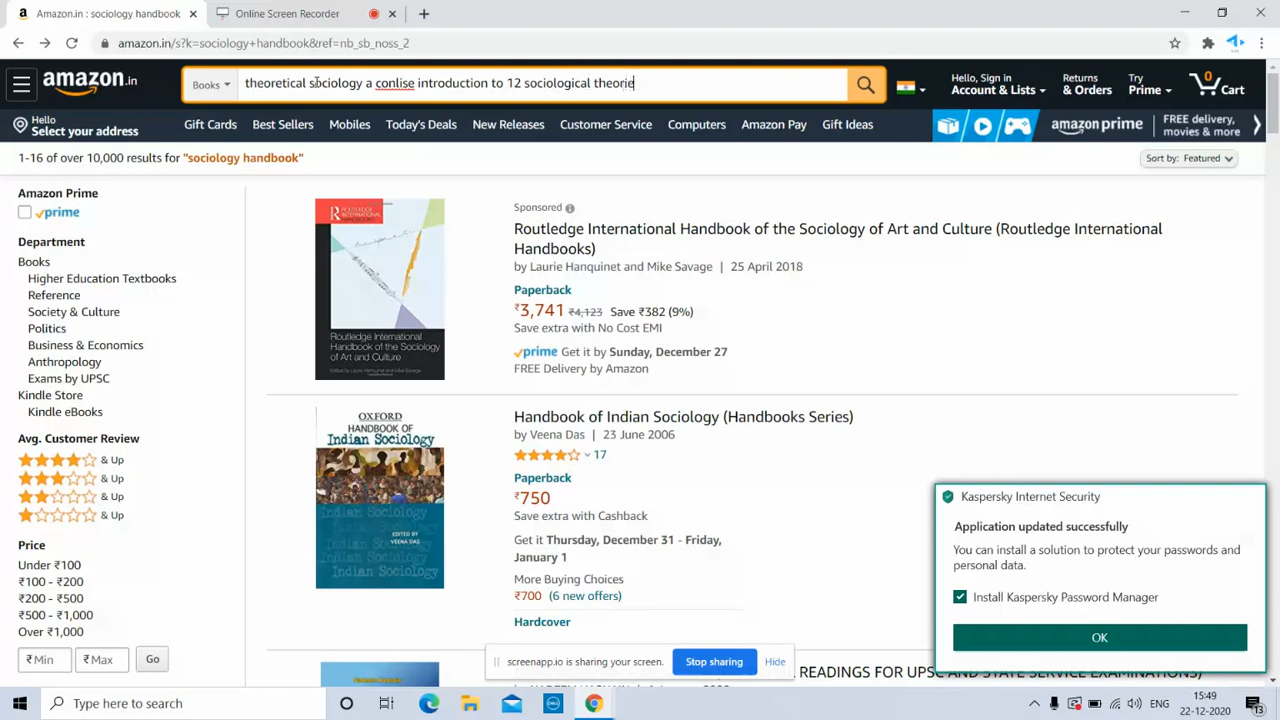 Amazon.in : sociology handbook
Online Screen Recorder
amazon.in/s?k=sociology+handbook&ref=nb_sb_noss_2
amazon.in
Books
theoretical sociology a conlise introduction to 12 sociological theorie
Hello, Sign in
Account & Lists
Returns
& Orders
Try
Prime
0
Cart
Hello
Select your address
Gift Cards
Best Sellers
Mobiles
Today's Deals
New Releases
Customer Service
Computers
Amazon Pay
Gift Ideas
amazon prime
FREE delivery,
movies & more
1-16 of over 10,000 results for "sociology handbook"
Sort by: Featured
Amazon Prime
prime
Department
Books
Higher Education Textbooks
Reference
Society & Culture
Politics
Business & Economics
Anthropology
Exams by UPSC
Kindle Store
Kindle eBooks
Avg. Customer Review
& Up
& Up
& Up
& Up
Price
Under ₹100
₹100 - ₹200
₹200 - ₹500
₹500 - ₹1,000
Over ₹1,000
₹ Min
₹ Max
Go
Routledge International
Handbook of the Sociology
of Art and Culture
Sponsored
Routledge International Handbook of the Sociology of Art and Culture (Routledge International
Handbooks)
by Laurie Hanquinet and Mike Savage | 25 April 2018
Paperback
₹3,741 ₹4,123 Save ₹382 (9%)
Save extra with No Cost EMI
prime Get it by Sunday, December 27
FREE Delivery by Amazon
OXFORD
HANDBOOK OF
Indian Sociology
EDITED BY
VEENA DAS
Handbook of Indian Sociology (Handbooks Series)
by Veena Das | 23 June 2006
17
Paperback
₹750
Save extra with Cashback
Get it Thursday, December 31 - Friday,
January 1
More Buying Choices
₹700 (6 new offers)
Hardcover
READINGS FOR UPSC AND STATE SERVICE EXAMINATIONS)
Kaspersky Internet Security
Application updated successfully
You can install a solution to protect your passwords and
personal data.
Install Kaspersky Password Manager
OK
screenapp.io is sharing your screen.
Stop sharing
Hide
Type here to search
ENG
15:49
22-12-2020
13